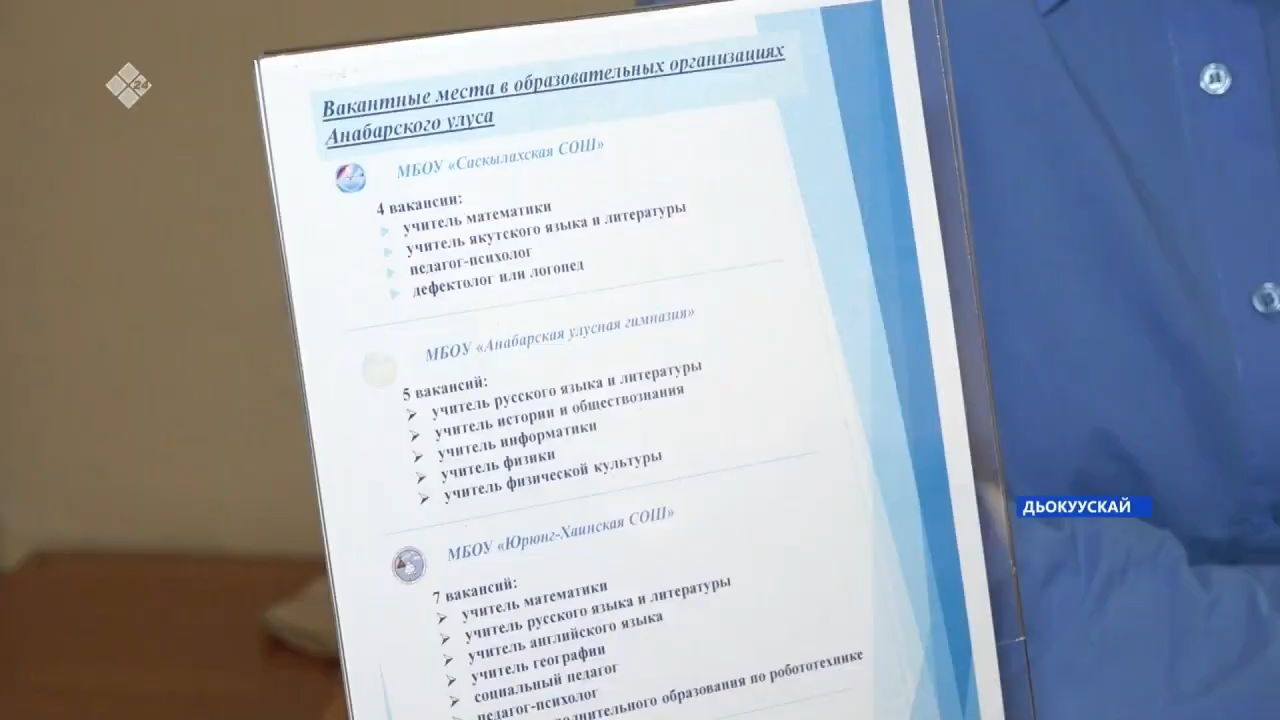 Вакантные места в образовательных организациях
Анабарского улуса
МБОУ «Саскылахская СОШ»
4 вакансии:
учитель математики
учитель якутского языка и литературы
педагог-психолог
дефектолог или логопед
МБОУ «Анабарская улусная гимназия»
5 вакансий:
учитель русского языка и литературы
учитель истории и обществознания
учитель информатики
учитель физики
учитель физической культуры
МБОУ «Юрюнг-Хаинская СОШ»
7 вакансий:
учитель математики
учитель русского языка и литературы
учитель английского языка
учитель географии
социальный педагог
педагог-психолог
образования по робототехнике
ДЬОКУУСКАЙ
24